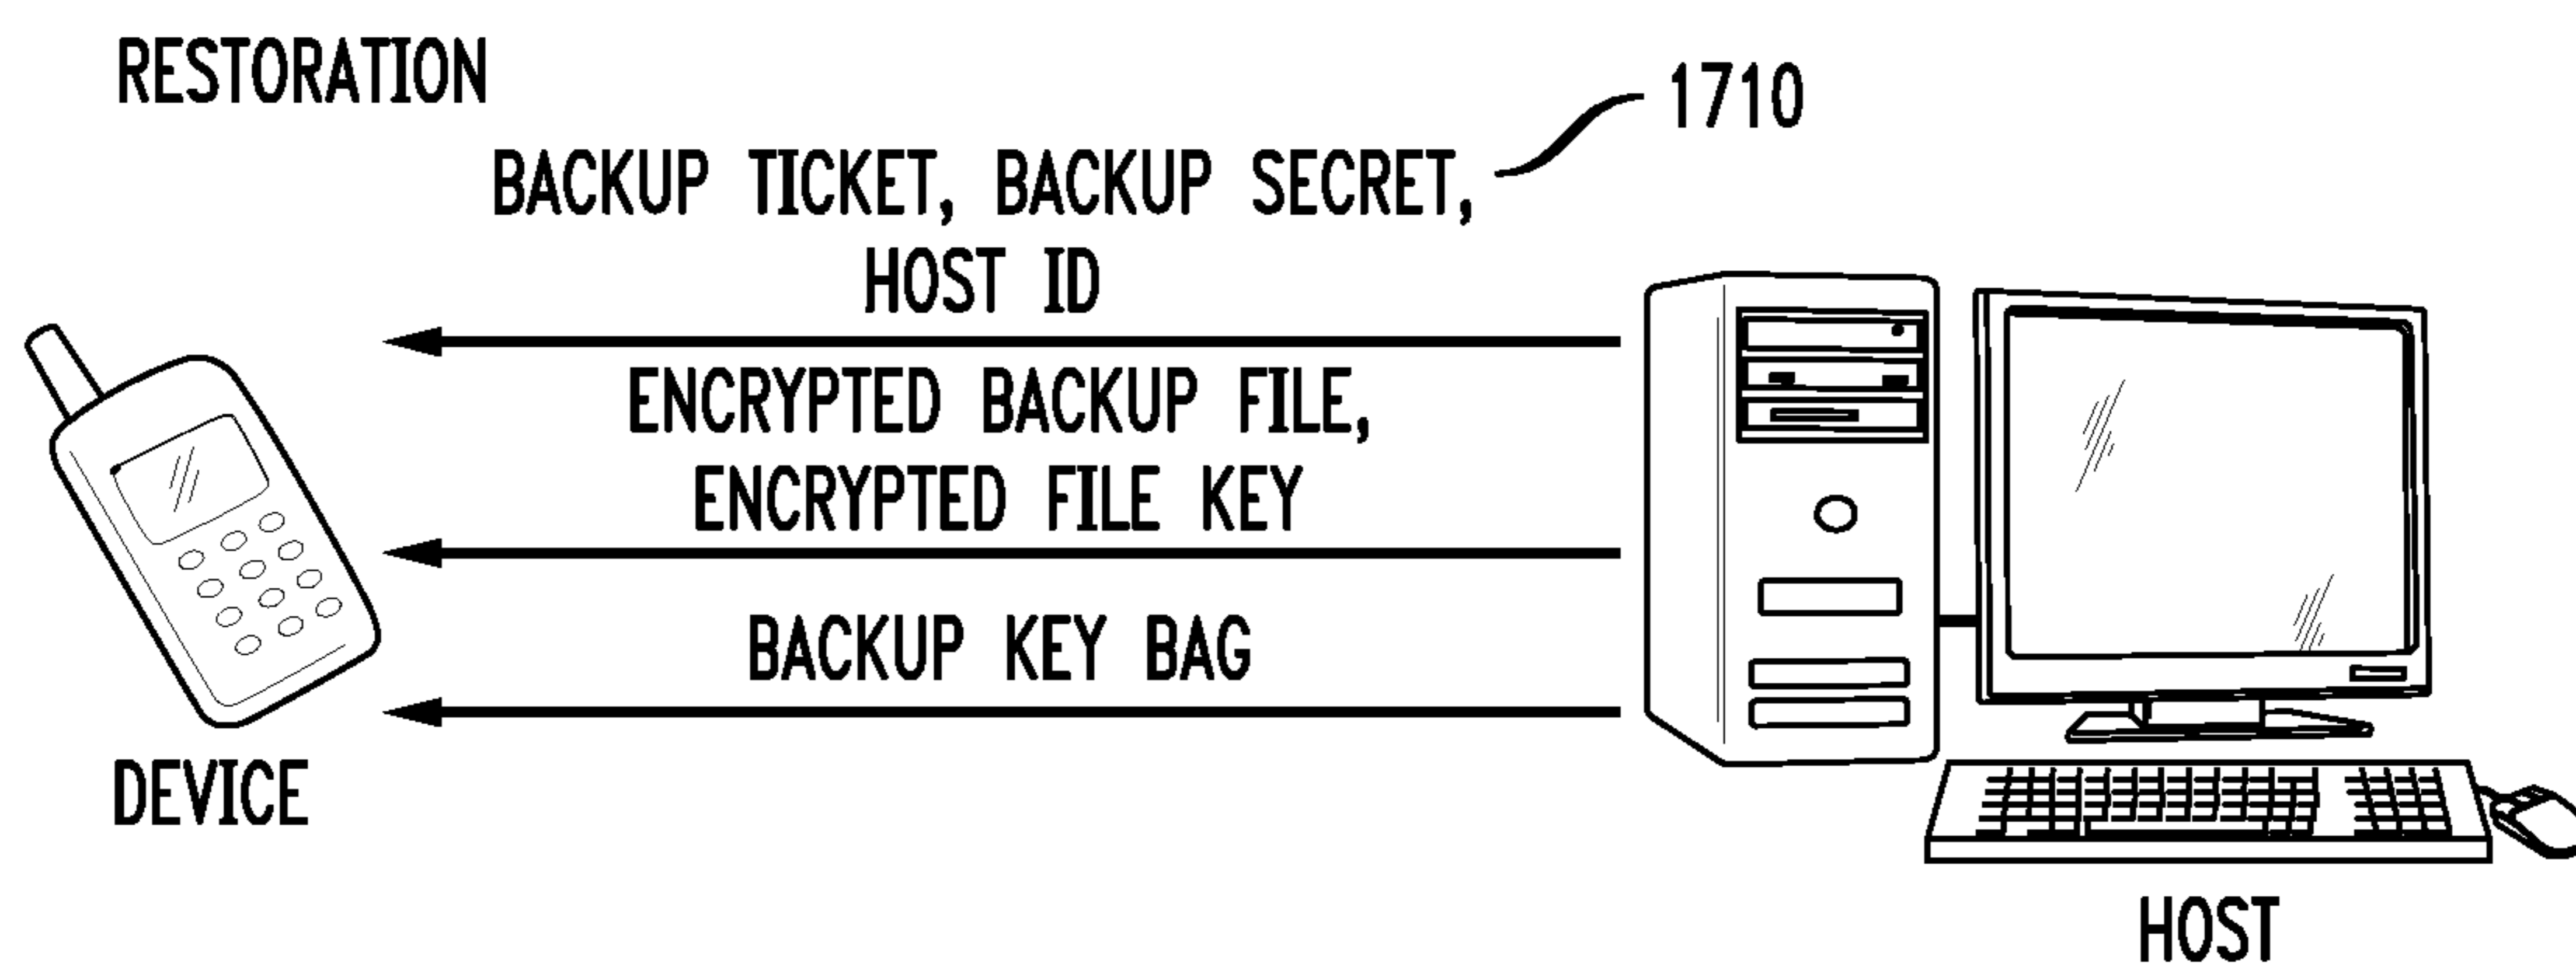 RESTORATION
1710
BACKUP TICKET, BACKUP SECRET,
HOST ID
ENCRYPTED BACKUP FILE,
ENCRYPTED FILE KEY
BACKUP KEY BAG
DEVICE
HOST